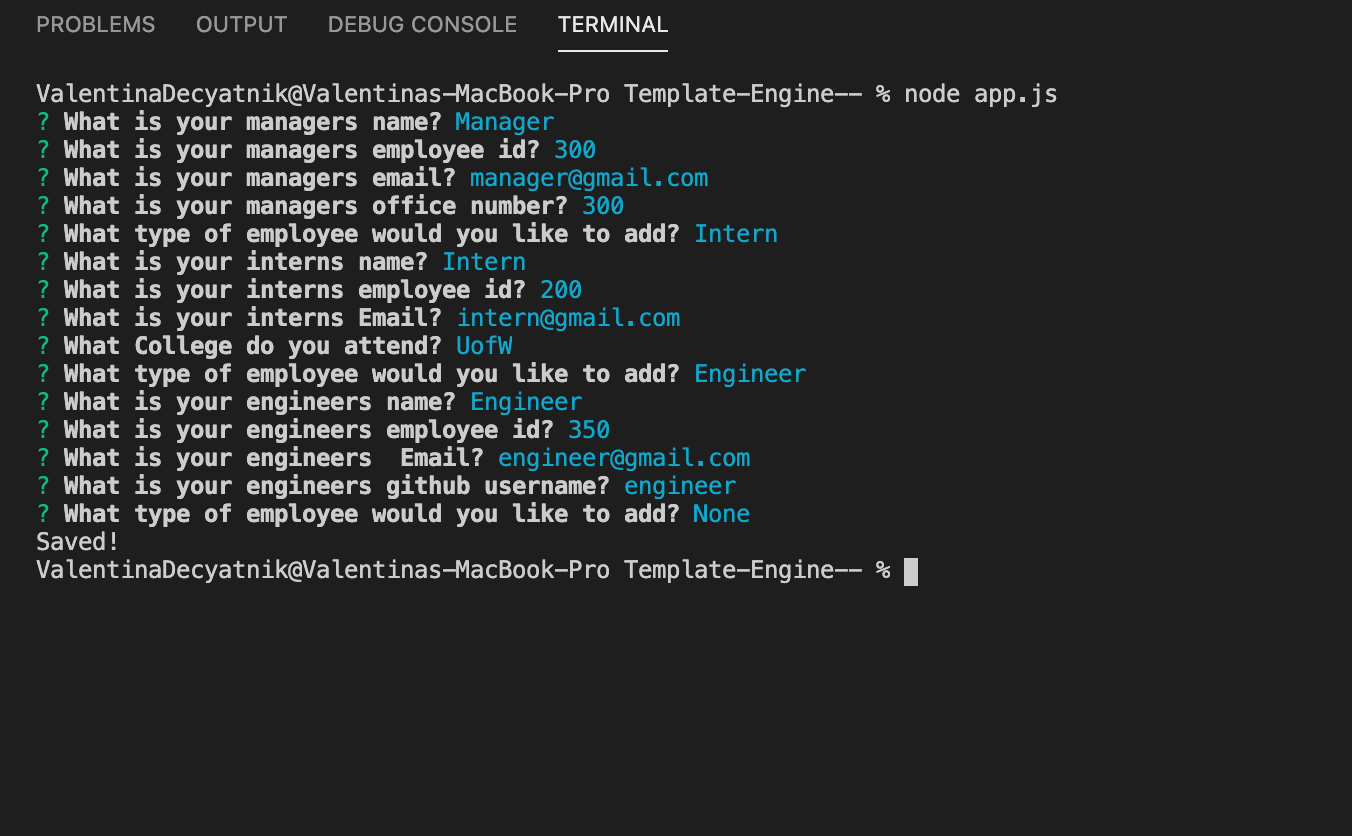 PROBLEMS OUTPUT DEBUG CONSOLE TERMINAL
ValentinaDecyatnik@Valentinas-MacBook-Pro Template-Engine-- % node app.js
? What is your managers name? Manager
? What is your managers employee id? 300
? What is your managers email? manager@gmail.com
? What is your managers office number? 300
? What type of employee would you like to add? Intern
? What is your interns name? Intern
? What is your interns employee id? 200
? What is your interns Email? intern@gmail.com
? What College do you attend? UofW
? What type of employee would you like to add? Engineer
? What is your engineers name? Engineer
? What is your engineers employee id? 350
? What is your engineers  Email? engineer@gmail.com
? What is your engineers github username? engineer
? What type of employee would you like to add? None
Saved!
ValentinaDecyatnik@Valentinas-MacBook-Pro Template-Engine-- %